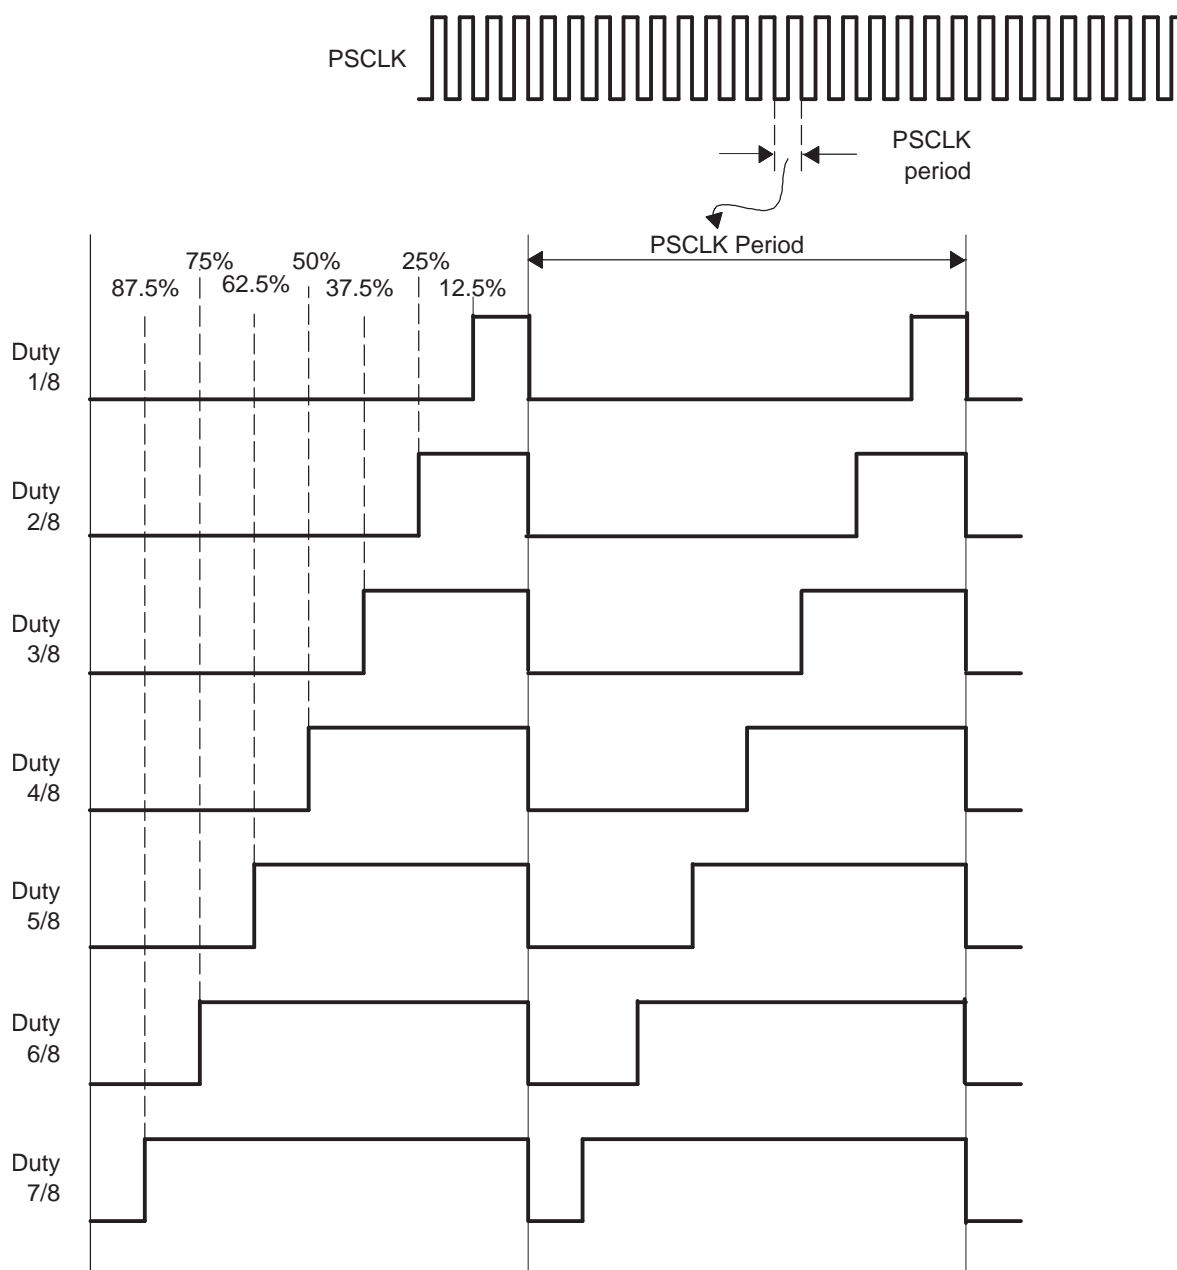 PSCLK
PSCLK
period
PSCLK Period
75% 50% 25%
87.5% 62.5% 37.5% 12.5%
Duty
1/8
Duty
2/8
Duty
3/8
Duty
4/8
Duty
5/8
Duty
6/8
Duty
7/8